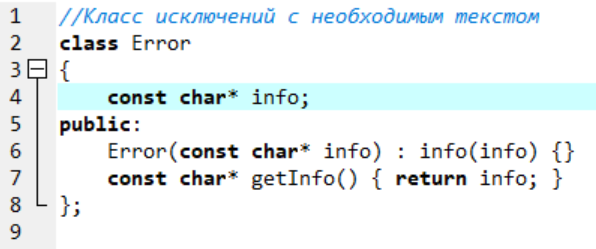 1 //Класс исключений с необходимым текстом
2 class Error
3 {
4     const char* info;
5 public:
6     Error(const char* info) : info(info) {}
7     const char* getInfo() { return info; }
8 };
9